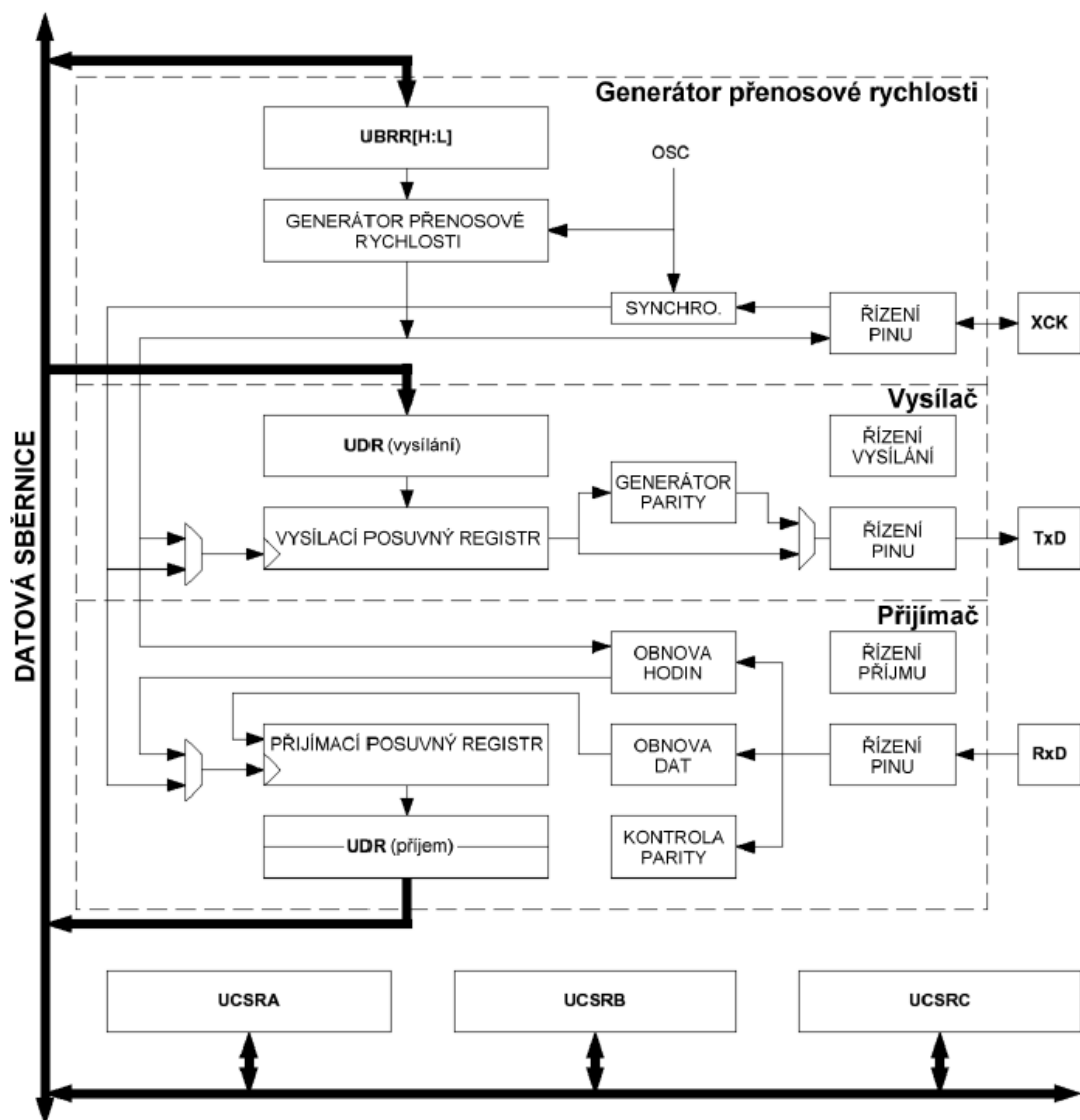 Generátor přenosové rychlosti
UBRR[H:L]
OSC
GENERÁTOR PŘENOSOVÉ
RYCHLOSTI
SYNCHRO.
ŘÍZENÍ
PINU
XCK
DATOVÁ SBĚRNICE
Vysílač
UDR (vysílání)
ŘÍZENÍ
VYSÍLÁNÍ
GENERÁTOR
PARITY
VYSÍLACÍ POSUVNÝ REGISTR
ŘÍZENÍ
PINU
TxD
Přijímač
OBNOVA
HODIN
ŘÍZENÍ
PŘÍJMU
PŘIJÍMACÍ POSUVNÝ REGISTR
OBNOVA
DAT
ŘÍZENÍ
PINU
RxD
UDR (příjem)
KONTROLA
PARITY
UCSRA
UCSRB
UCSRC